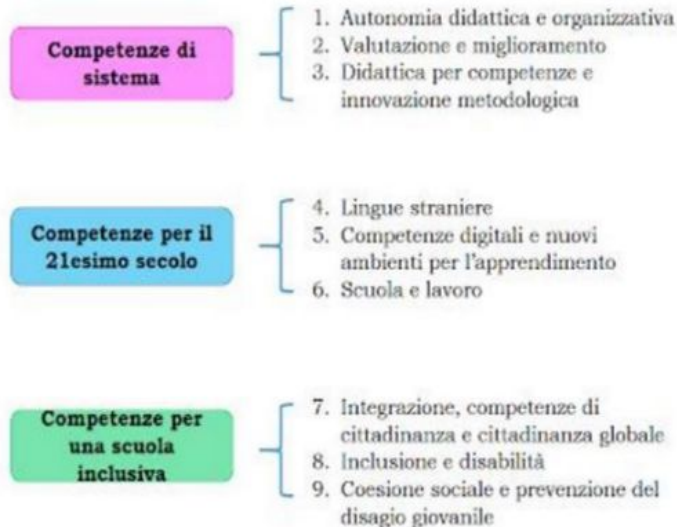 Competenze di
sistema
1. Autonomia didattica e organizzativa
2. Valutazione e miglioramento
3. Didattica per competenze e
innovazione metodologica
Competenze per il
21esimo secolo
4. Lingue straniere
5. Competenze digitali e nuovi
ambienti per l'apprendimento
6. Scuola e lavoro
Competenze per
una scuola
inclusiva
7. Integrazione, competenze di
cittadinanza e cittadinanza globale
8. Inclusione e disabilità
9. Coesione sociale e prevenzione del
disagio giovanile